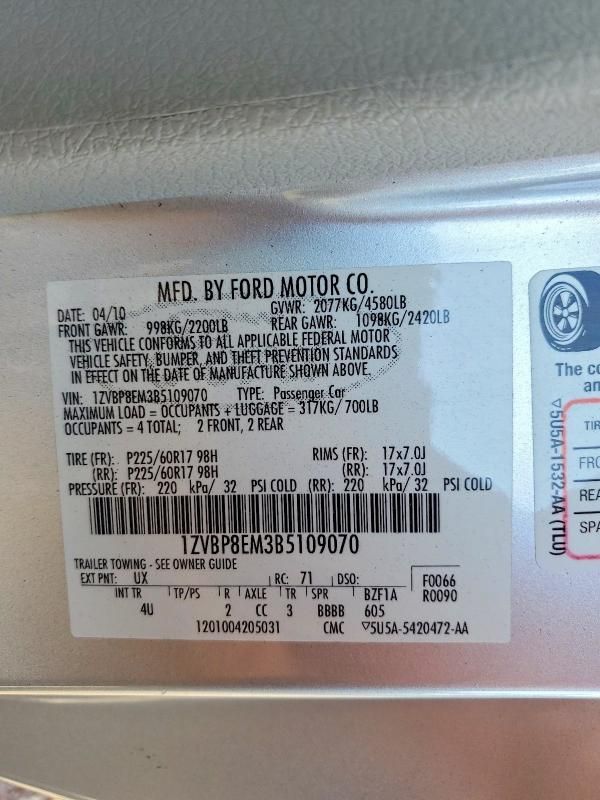 MFD. BY FORD MOTOR CO.
DATE: 04/10 GVWR: 2077KG/4580LB
FRONT GAWR: 998KG/2200LB REAR GAWR: 1098KG/2420LB
THIS VEHICLE CONFORMS TO ALL APPLICABLE FEDERAL MOTOR
VEHICLE SAFETY, BUMPER, AND THEFT PREVENTION STANDARDS
IN EFFECT ON THE DATE OF MANUFACTURE SHOWN ABOVE.
VIN: 1ZVBP8EM3B5109070 TYPE: Passenger Car
MAXIMUM LOAD = OCCUPANTS + LUGGAGE = 317KG/700LB
OCCUPANTS = 4 TOTAL; 2 FRONT, 2 REAR
TIRE (FR): P225/60R17 98H RIMS (FR): 17x7.0J
(RR): P225/60R17 98H (RR): 17x7.0J
PRESSURE (FR): 220 kPa/ 32 PSI COLD (RR): 220 kPa/ 32 PSI COLD
1ZVBP8EM3B5109070
TRAILER TOWING - SEE OWNER GUIDE
EXT PNT: UX RC: 71 DSO: F0066
INT TR TP/PS R AXLE TR SPR BZF1A R0090
4U 2 CC 3 BBBB 605
1201004205031 CMC ▽5U5A-5420472-AA
The co
an
▽5U5A-1532-AA (TLU)
TIR
FRO
REA
SPA